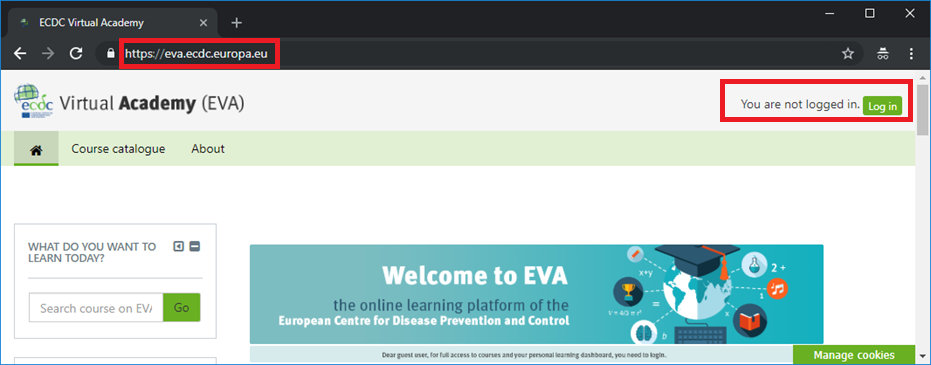 ECDC Virtual Academy
https://eva.ecdc.europa.eu
ecdc
Virtual Academy (EVA)
You are not logged in. Log in
Course catalogue
About
WHAT DO YOU WANT TO
LEARN TODAY?
Search course on EVA
Go
Welcome to EVA
the online learning platform of the
European Centre for Disease Prevention and Control
x+y
2 +
=
1
V = 4/3 π r³
b
Dear guest user, for full access to courses and your personal learning dashboard, you need to login.
Manage cookies